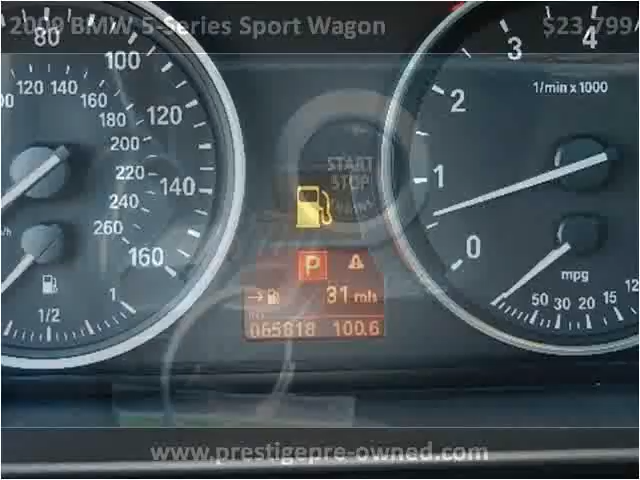 2009 BMW 5-Series Sport Wagon $23,799
80
100
120
140
160
120 140
160
180
200
220
240
260
1/2
1
START
STOP
P
31 mls
065618 100.6
4
3
2
1
0
1/min x 1000
mpg
50 30 20 15 12
www.prestigepre-owned.com